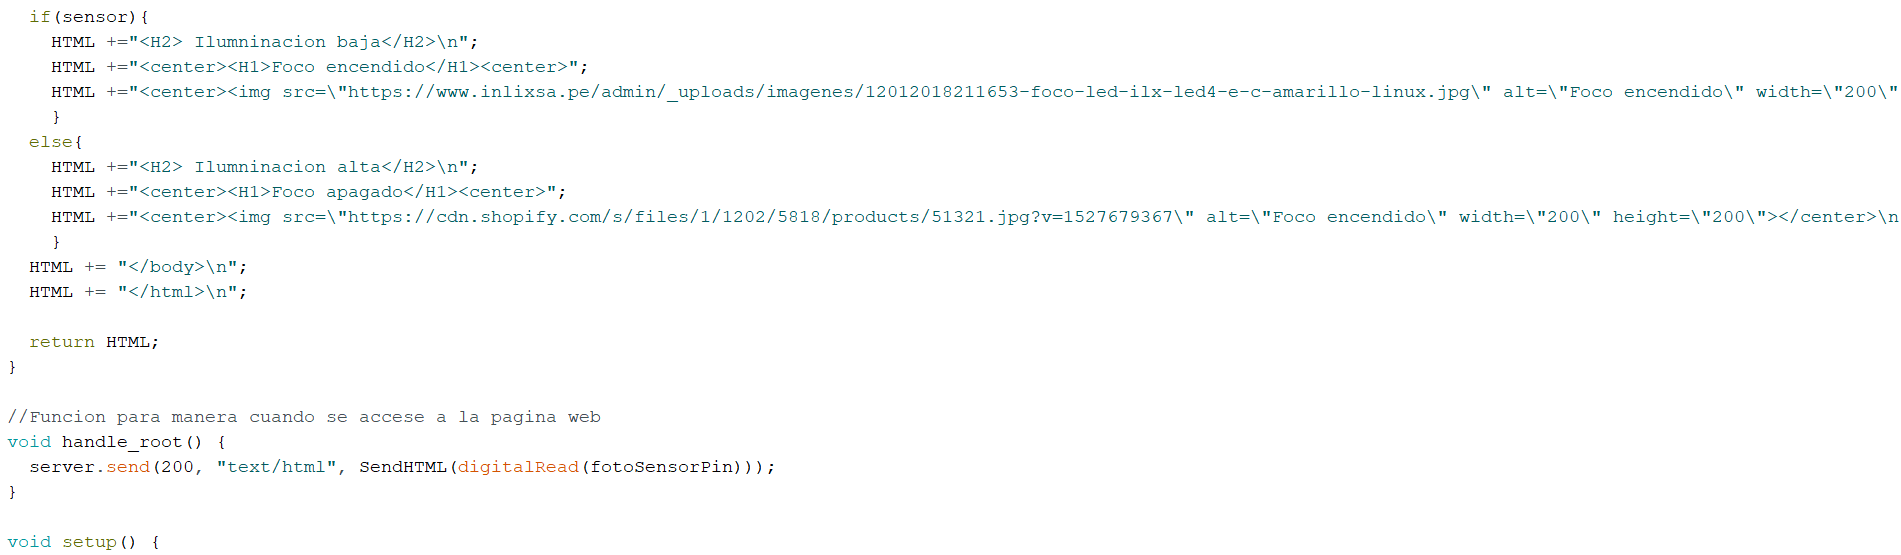 if(sensor){
HTML +="<H2> Ilumninacion baja</H2>\n";
HTML +="<center><H1>Foco encendido</H1><center>";
HTML +="<center><img src=\"https://www.inlixsa.pe/admin/_uploads/imagenes/12012018211653-foco-led-ilx-led4-e-c-amarillo-linux.jpg\" alt=\"Foco encendido\" width=\"200\"
}
else{
HTML +="<H2> Ilumninacion alta</H2>\n";
HTML +="<center><H1>Foco apagado</H1><center>";
HTML +="<center><img src=\"https://cdn.shopify.com/s/files/1/1202/5818/products/51321.jpg?v=1527679367\" alt=\"Foco encendido\" width=\"200\" height=\"200\"></center>\n
}
HTML += "</body>\n";
HTML += "</html>\n";
return HTML;
}
//Funcion para manera cuando se accese a la pagina web
void handle_root() {
server.send(200, "text/html", SendHTML(digitalRead(fotoSensorPin)));
}
void setup() {